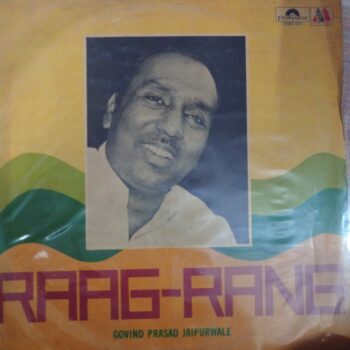 Polydor
RAAG-RANG
GOVIND PRASAD JAIPURWALE